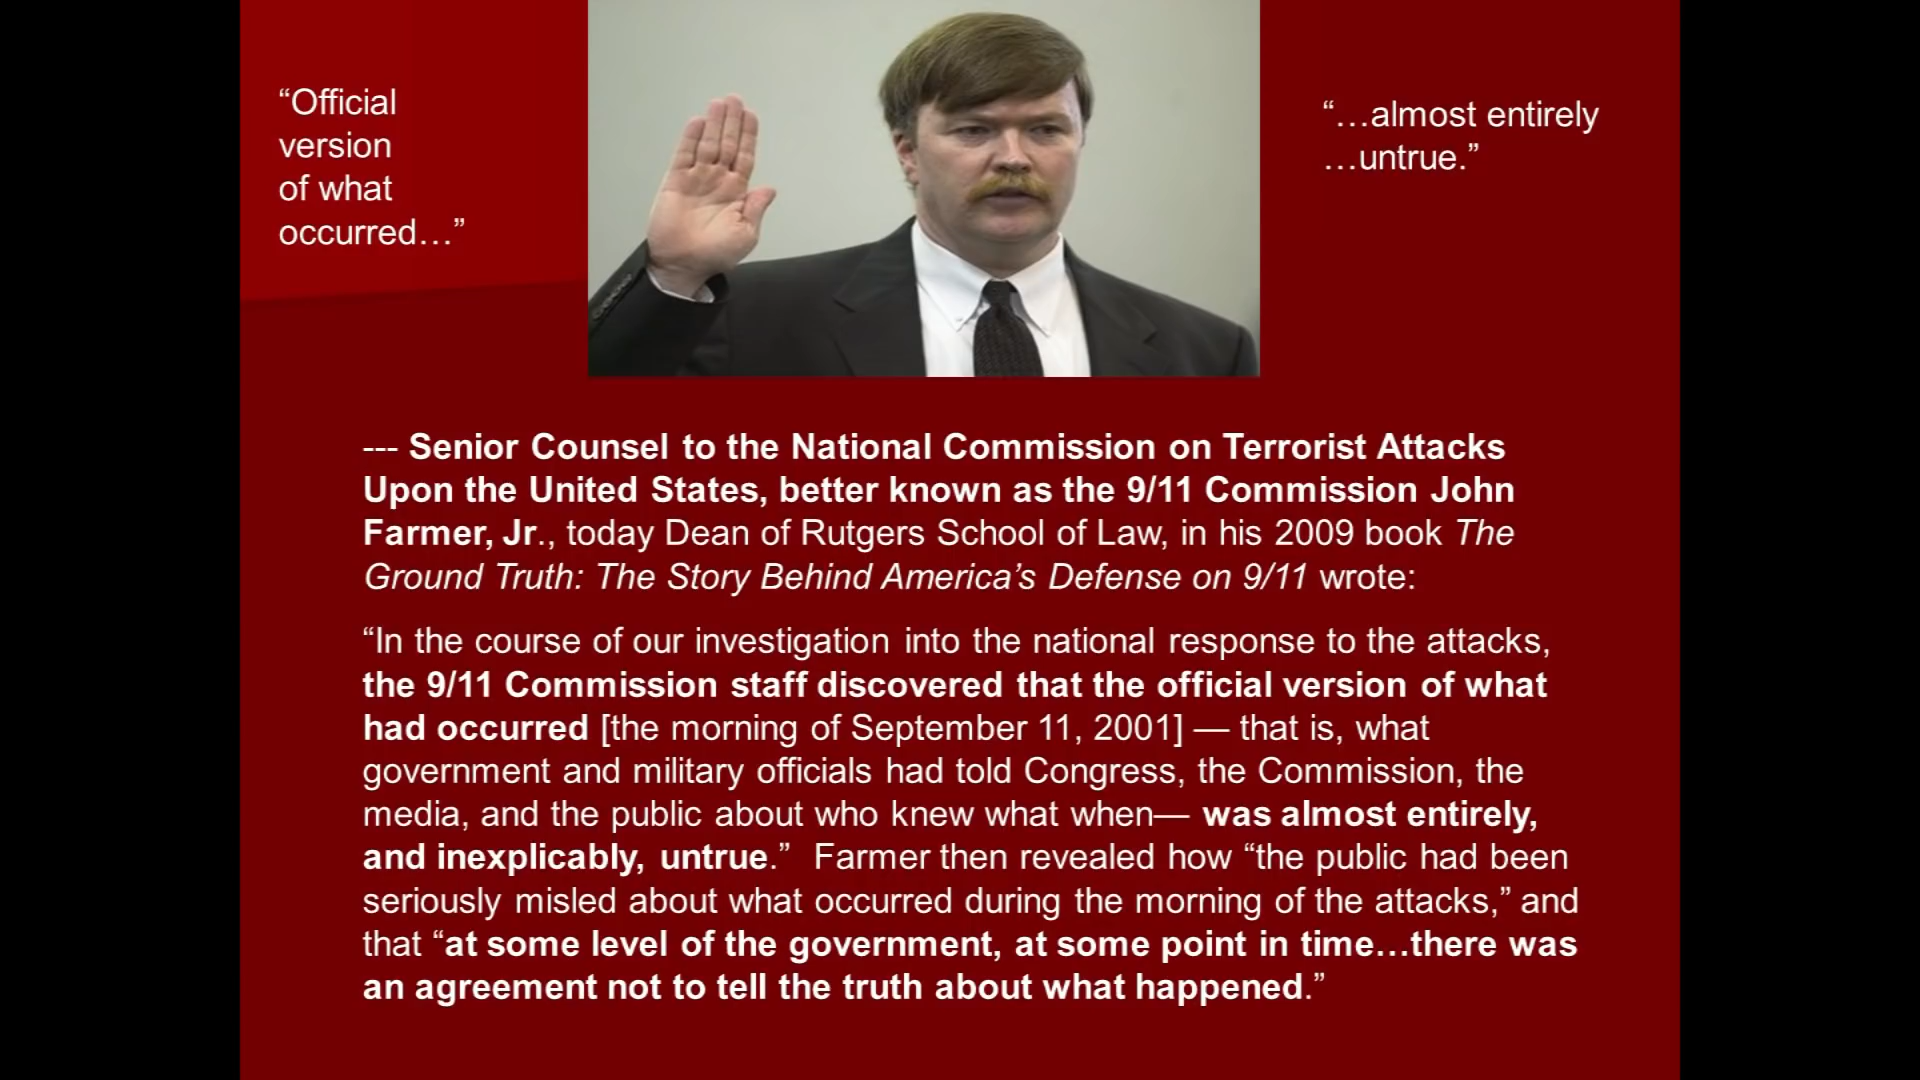 “Official
version
of what
occurred…”
“…almost entirely
…untrue.”
--- Senior Counsel to the National Commission on Terrorist Attacks
Upon the United States, better known as the 9/11 Commission John
Farmer, Jr., today Dean of Rutgers School of Law, in his 2009 book The
Ground Truth: The Story Behind America’s Defense on 9/11 wrote:
“In the course of our investigation into the national response to the attacks,
the 9/11 Commission staff discovered that the official version of what
had occurred [the morning of September 11, 2001] — that is, what
government and military officials had told Congress, the Commission, the
media, and the public about who knew what when— was almost entirely,
and inexplicably, untrue.”  Farmer then revealed how “the public had been
seriously misled about what occurred during the morning of the attacks,” and
that “at some level of the government, at some point in time…there was
an agreement not to tell the truth about what happened.”